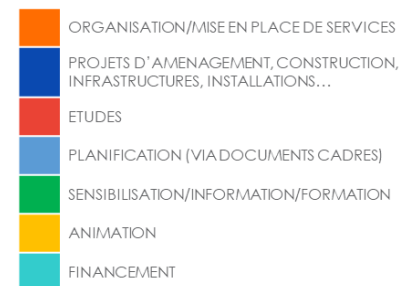 ORGANISATION/MISE EN PLACE DE SERVICES
PROJETS D'AMENAGEMENT, CONSTRUCTION,
INFRASTRUCTURES, INSTALLATIONS...
ETUDES
PLANIFICATION (VIA DOCUMENTS CADRES)
SENSIBILISATION/INFORMATION/FORMATION
ANIMATION
FINANCEMENT